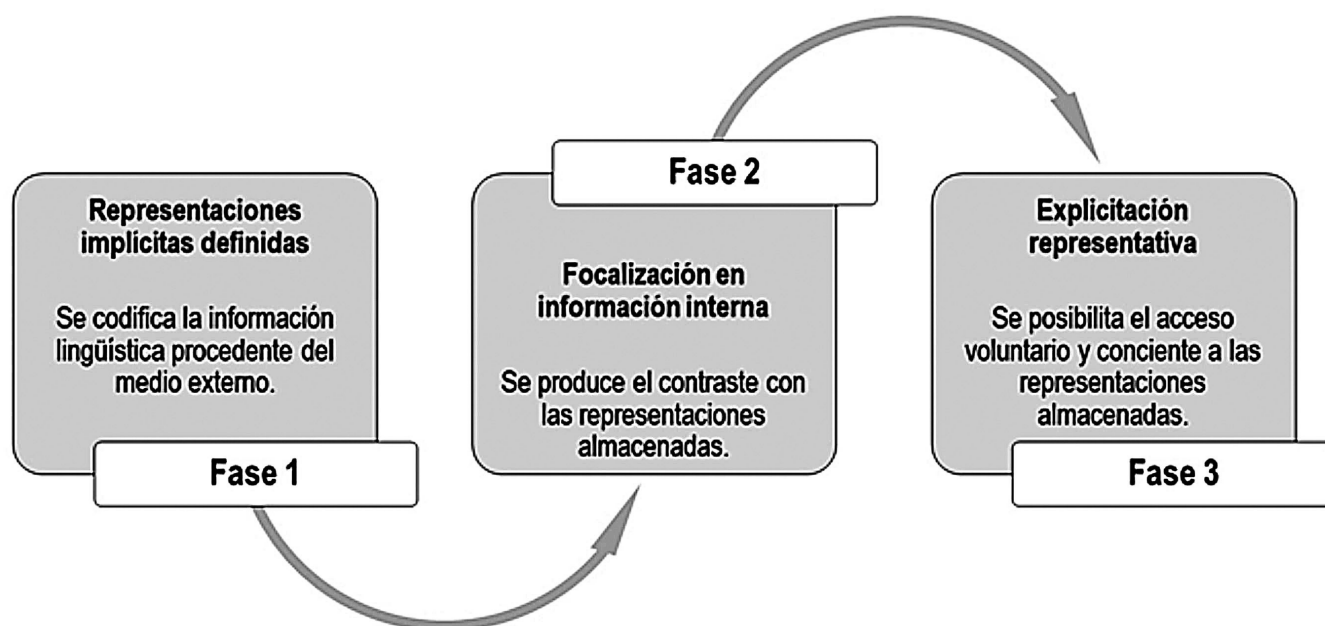 Representaciones
implícitas definidas
Se codifica la información
lingüística procedente del
medio externo.
Fase 1
Fase 2
Focalización en
información interna
Se produce el contraste con
las representaciones
almacenadas.
Explicitación
representativa
Se posibilita el acceso
voluntario y conciente a las
representaciones
almacenadas.
Fase 3